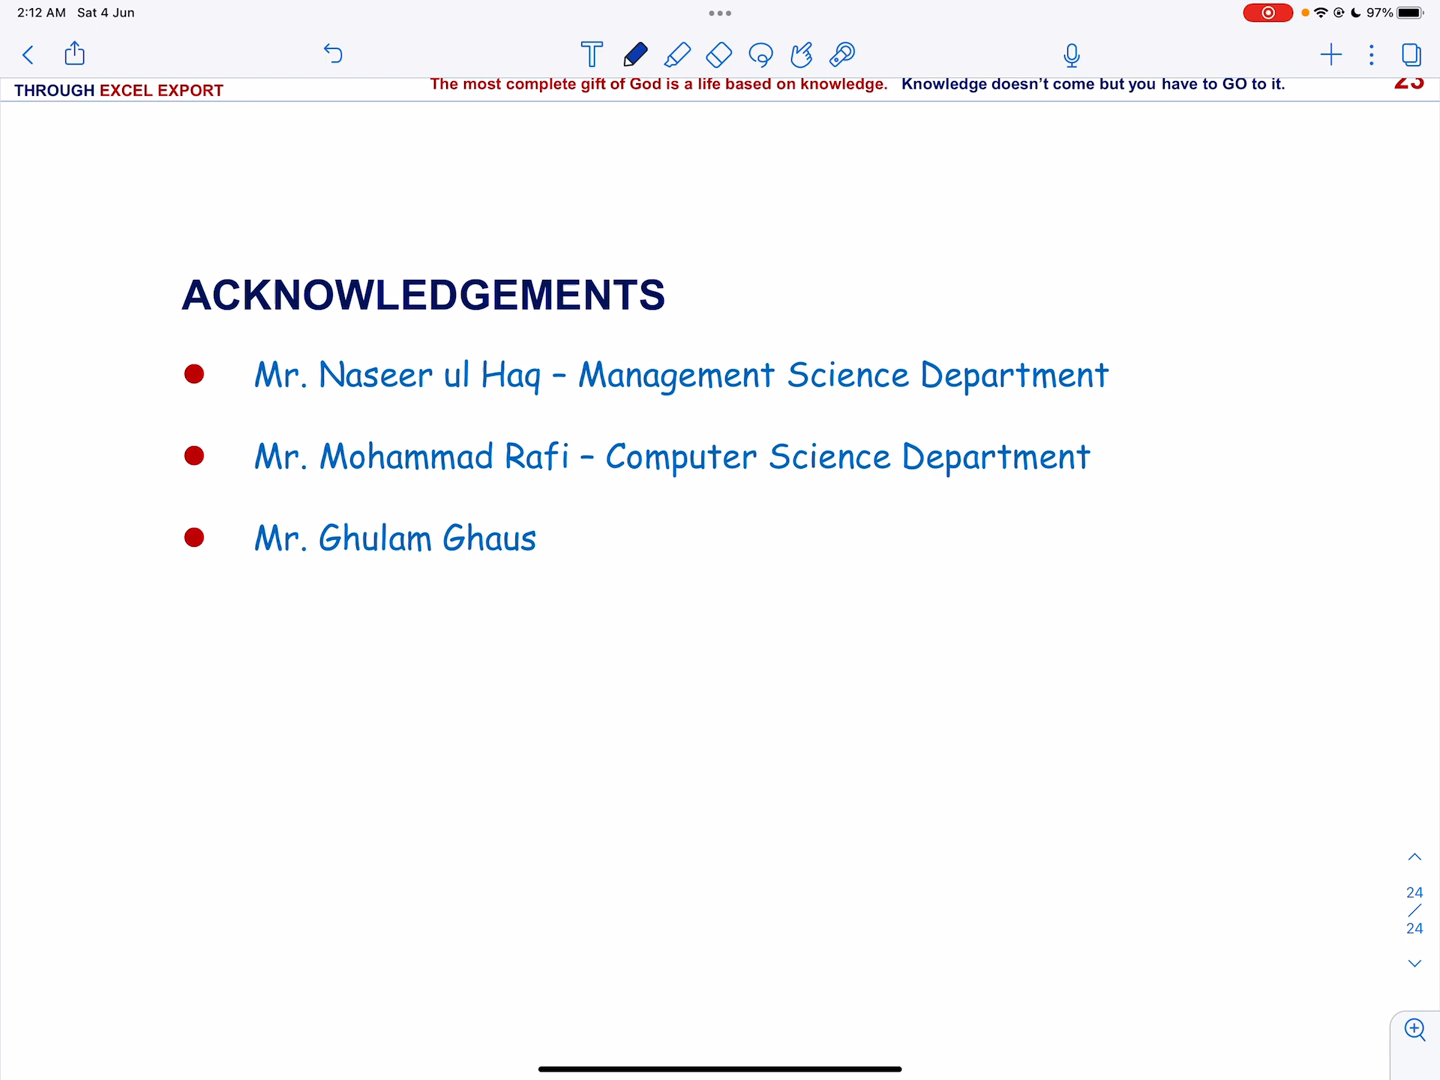 2:12 AM Sat 4 Jun
97%
THROUGH EXCEL EXPORT
The most complete gift of God is a life based on knowledge. Knowledge doesn't come but you have to GO to it.
23
ACKNOWLEDGEMENTS
Mr. Naseer ul Haq – Management Science Department
Mr. Mohammad Rafi – Computer Science Department
Mr. Ghulam Ghaus
24
24